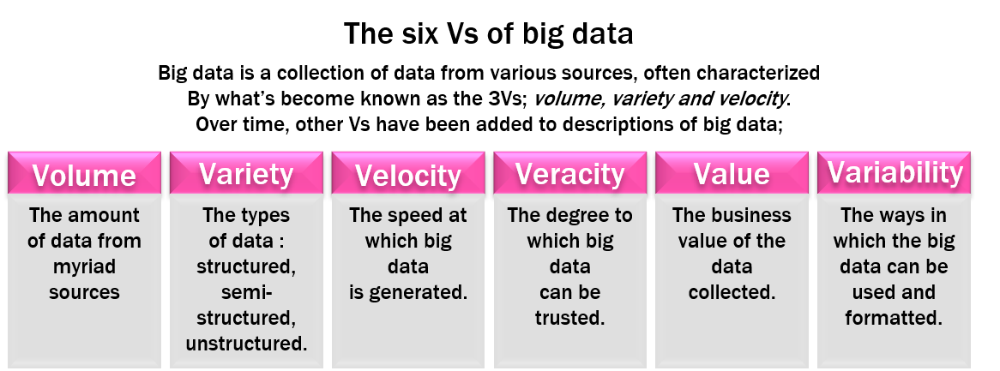 The six Vs of big data
Big data is a collection of data from various sources, often characterized
By what's become known as the 3Vs; volume, variety and velocity.
Over time, other Vs have been added to descriptions of big data;
Volume
The amount
of data from
myriad
sources
Variety
The types
of data :
structured,
semi-
structured,
unstructured.
Velocity
The speed at
which big
data
is generated.
Veracity
The degree to
which big
data
can be
trusted.
Value
The business
value of the
data
collected.
Variability
The ways in
which the big
data can be
used and
formatted.